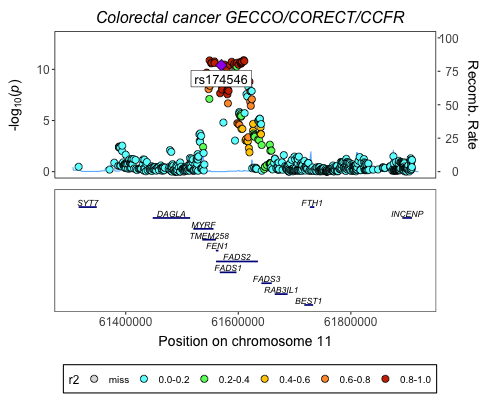 Colorectal cancer GECCO/CORECT/CCFR
100
10 75
rs174546
50
5
25
0 0
-log10(p)
Recomb. Rate
SYT7 FTH1
DAGLA INCENP
MYRF
TMEM258
FEN1
FADS2
FADS1
FADS3
RAB3IL1
BEST1
61400000 61600000 61800000
Position on chromosome 11
r2 miss 0.0-0.2 0.2-0.4 0.4-0.6 0.6-0.8 0.8-1.0